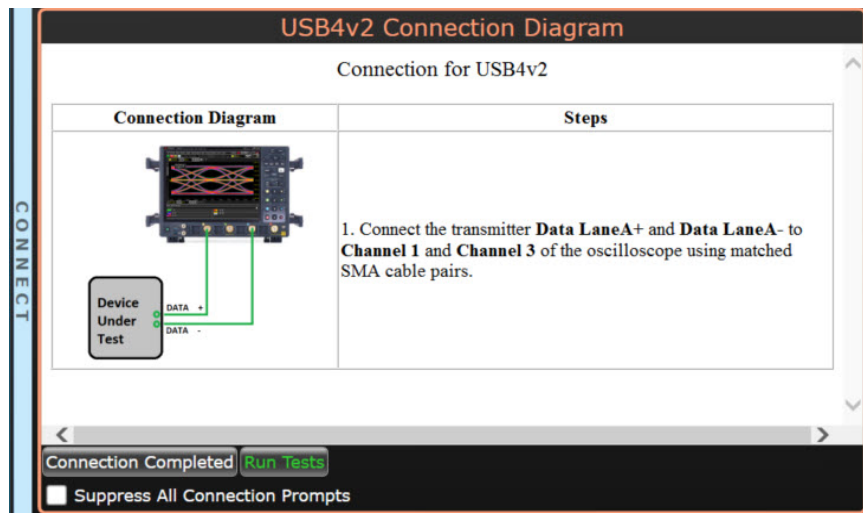 USB4v2 Connection Diagram
Connection for USB4v2
Connection Diagram
Steps
1. Connect the transmitter Data LaneA+ and Data LaneA- to
Channel 1 and Channel 3 of the oscilloscope using matched
SMA cable pairs.
Device
Under
Test
DATA +
DATA -
CONNECT
Connection Completed
Run Tests
Suppress All Connection Prompts